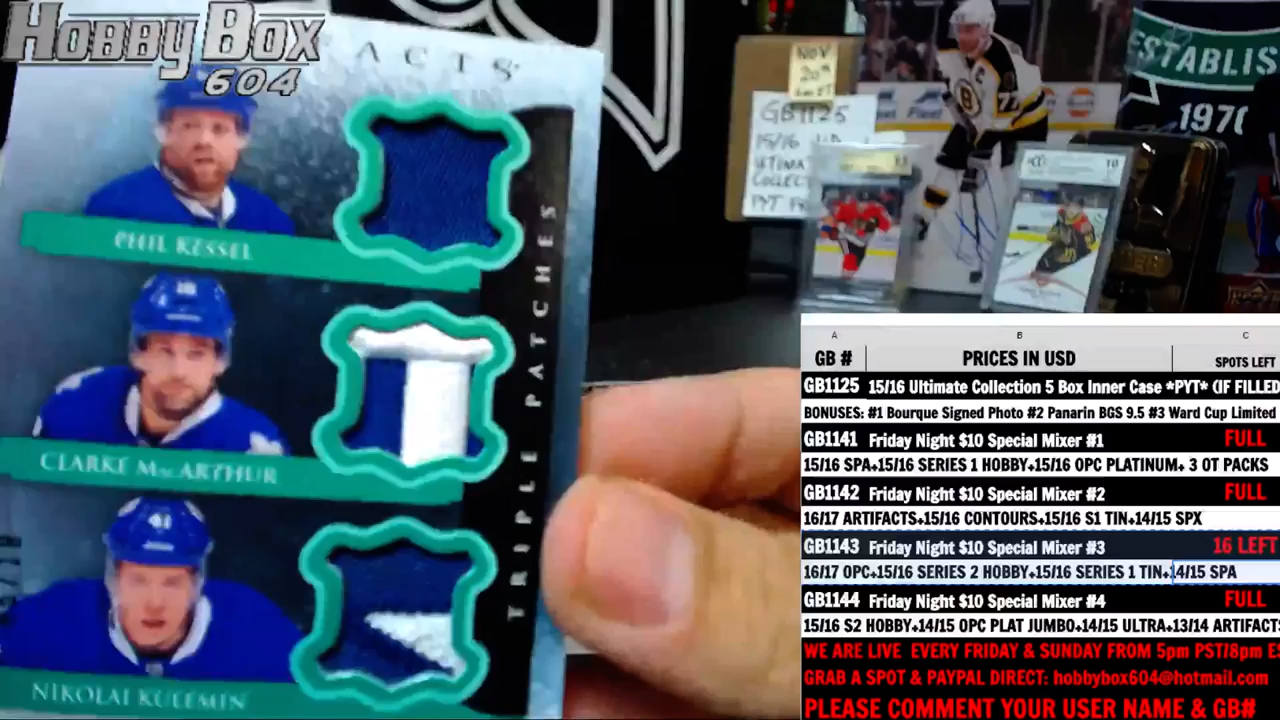 HOBBY BOX
604
ACTS
PHIL KESSEL
CLARKE MACARTHUR
NIKOLAI KULEMIN
TRIPLE PATCHES
NOV
20th
GB1125
15/16 UD
ULTIMA
COLLEC
PYT
ESTABLIS
1970
77
10
A B C
GB # PRICES IN USD SPOTS LEFT
GB1125 15/16 Ultimate Collection 5 Box Inner Case *PYT* (IF FILLED
BONUSES: #1 Bourque Signed Photo #2 Panarin BGS 9.5 #3 Ward Cup Limited
GB1141 Friday Night $10 Special Mixer #1 FULL
15/16 SPA+15/16 SERIES 1 HOBBY+15/16 OPC PLATINUM+ 3 OT PACKS
GB1142 Friday Night $10 Special Mixer #2 FULL
16/17 ARTIFACTS+15/16 CONTOURS+15/16 S1 TIN+14/15 SPX
GB1143 Friday Night $10 Special Mixer #3 16 LEFT
16/17 OPC+15/16 SERIES 2 HOBBY+15/16 SERIES 1 TIN+14/15 SPA
GB1144 Friday Night $10 Special Mixer #4 FULL
15/16 S2 HOBBY+14/15 OPC PLAT JUMBO+14/15 ULTRA+13/14 ARTIFACT
WE ARE LIVE EVERY FRIDAY & SUNDAY FROM 5pm PST/8pm ES
GRAB A SPOT & PAYPAL DIRECT: hobbybox604@hotmail.com
PLEASE COMMENT YOUR USER NAME & GB#